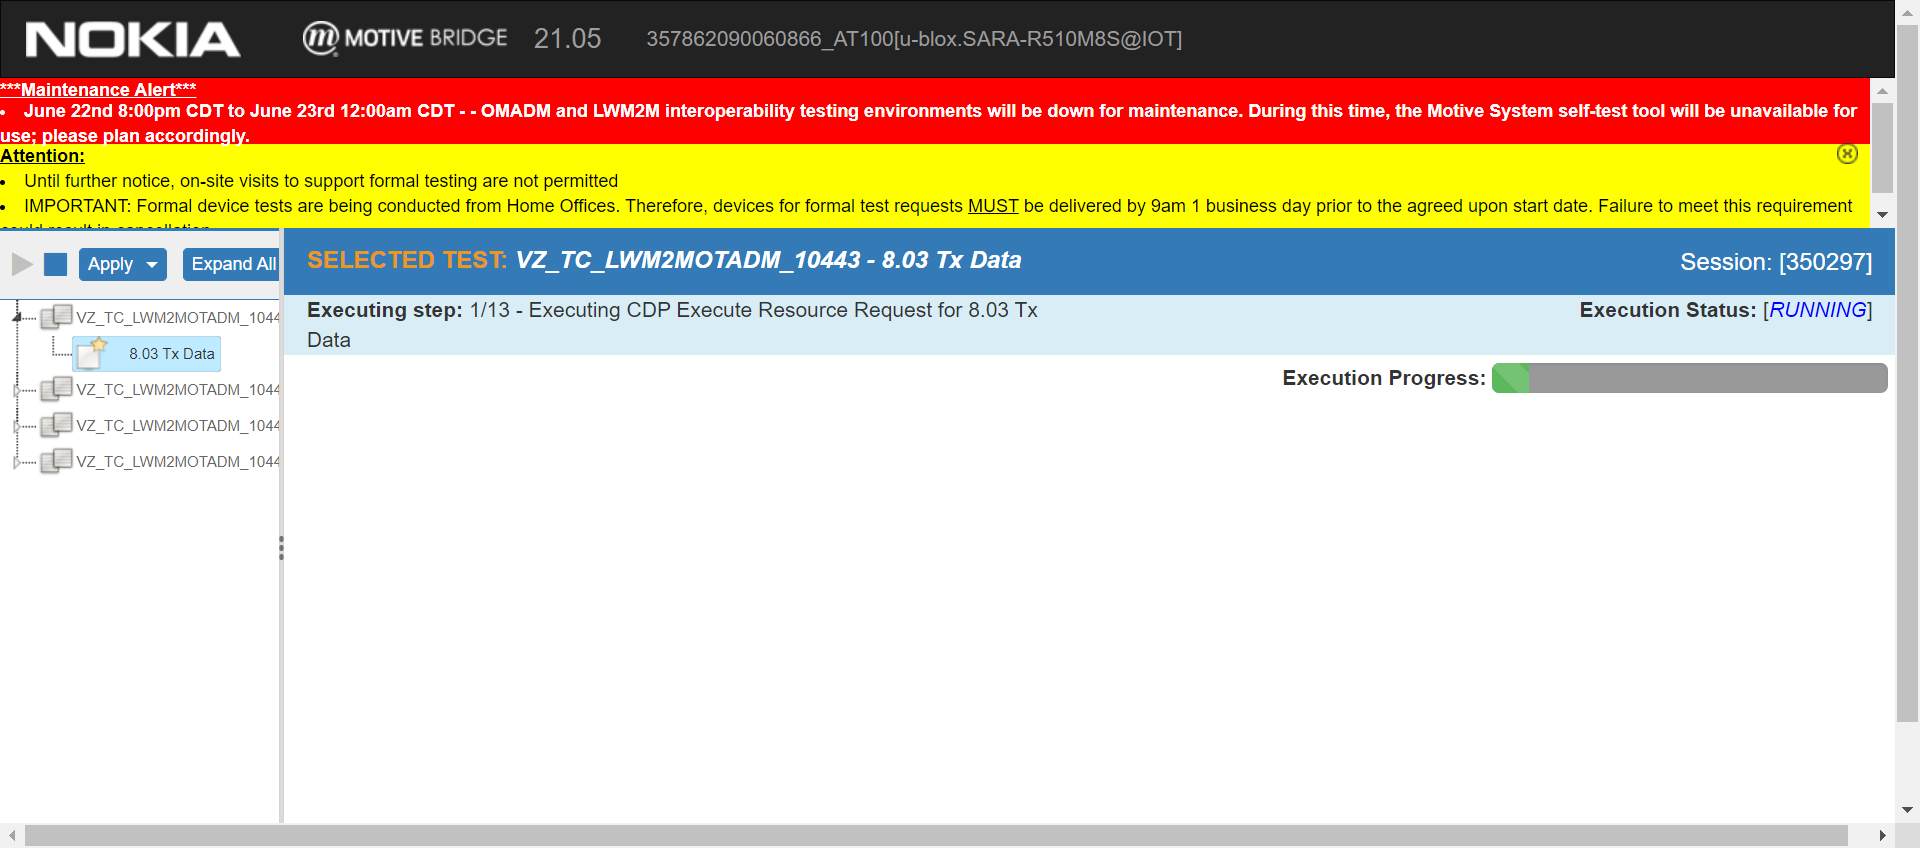 NOKIA MOTIVE BRIDGE 21.05 357862090060866_AT100[u-blox.SARA-R510M8S@IOT]
***Maintenance Alert***
• June 22nd 8:00pm CDT to June 23rd 12:00am CDT - - OMADM and LWM2M interoperability testing environments will be down for maintenance. During this time, the Motive System self-test tool will be unavailable for
use; please plan accordingly.
Attention:
• Until further notice, on-site visits to support formal testing are not permitted
• IMPORTANT: Formal device tests are being conducted from Home Offices. Therefore, devices for formal test requests MUST be delivered by 9am 1 business day prior to the agreed upon start date. Failure to meet this requirement
could result in cancellation
Apply Expand All
SELECTED TEST: VZ_TC_LWM2MOTADM_10443 - 8.03 Tx Data
Session: [350297]
Executing step: 1/13 - Executing CDP Execute Resource Request for 8.03 Tx
Data
Execution Status: [RUNNING]
Execution Progress:
VZ_TC_LWM2MOTADM_1044
8.03 Tx Data
VZ_TC_LWM2MOTADM_1044
VZ_TC_LWM2MOTADM_1044
VZ_TC_LWM2MOTADM_1044